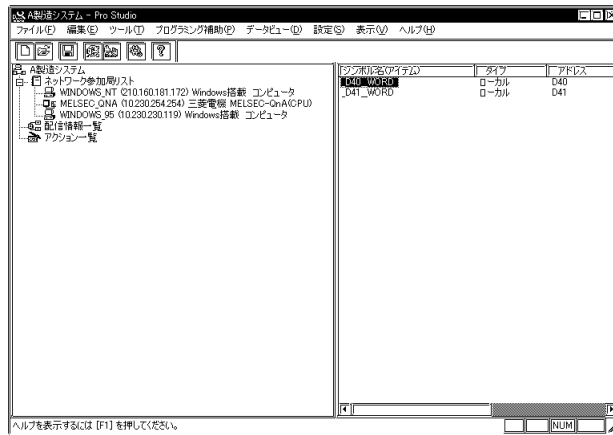 A製造システム - Pro Studio
ファイル(F) 編集(E) ツール(T) プログラミング補助(P) データビュー(D) 設定(S) 表示(V) ヘルプ(H)
A製造システム
ネットワーク参加局リスト
WINDOWS_NT (210.160.181.172) Windows搭載 コンピュータ
MELSEC_QNA (10.230.254.254) 三菱電機 MELSEC-QnA(CPU)
WINDOWS_95 (10.230.230.119) Windows搭載 コンピュータ
配信情報一覧
アクション一覧
シンボル名(アイテム) タイプ アドレス
_D40_WORD ローカル D40
_D41_WORD ローカル D41
ヘルプを表示するには [F1] を押してください。
NUM